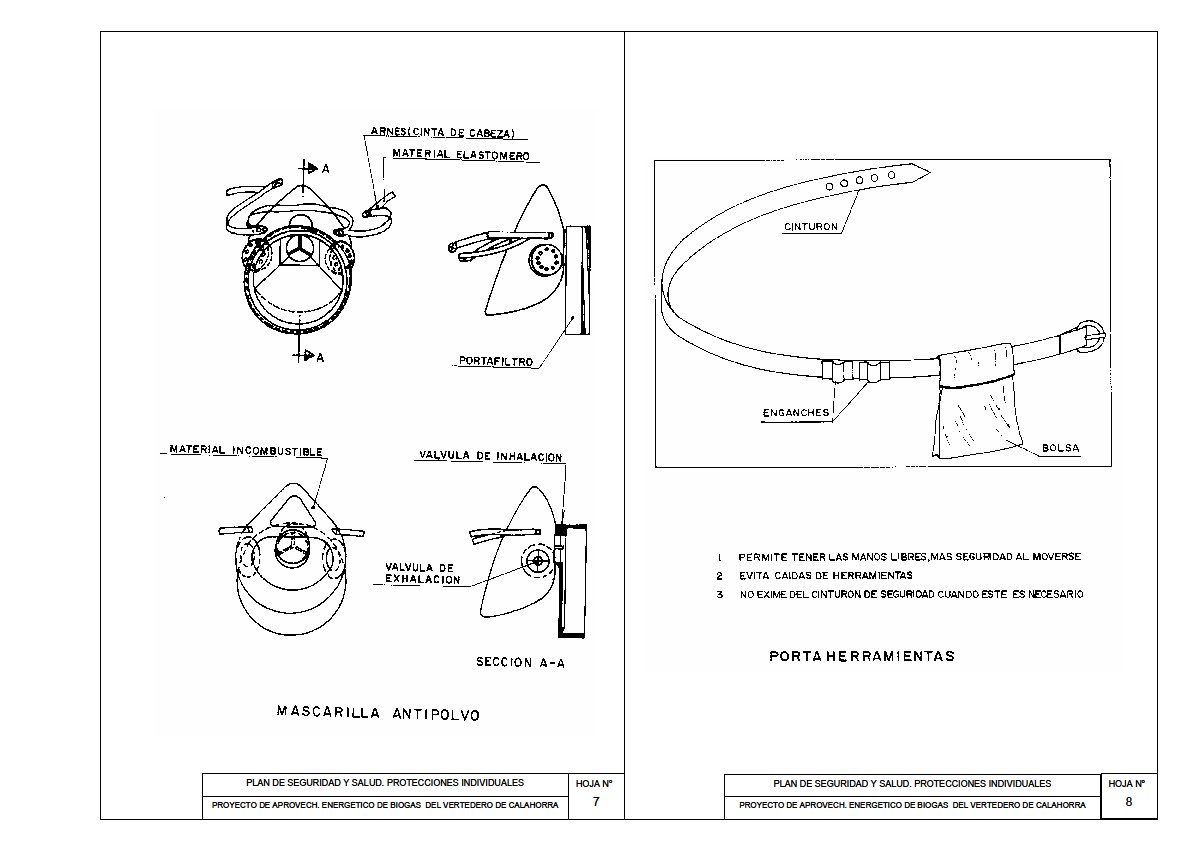 ARNES(CINTA DE CABEZA)
MATERIAL ELASTOMERO
A
A
PORTAFILTRO
MATERIAL INCOMBUSTIBLE
VALVULA DE INHALACION
VALVULA DE
EXHALACION
SECCION A-A
MASCARILLA ANTIPOLVO
PLAN DE SEGURIDAD Y SALUD. PROTECCIONES INDIVIDUALES
HOJA Nº
PROYECTO DE APROVECH. ENERGETICO DE BIOGAS DEL VERTEDERO DE CALAHORRA
7
CINTURON
ENGANCHES
BOLSA
1 PERMITE TENER LAS MANOS LIBRES,MAS SEGURIDAD AL MOVERSE
2 EVITA CAIDAS DE HERRAMIENTAS
3 NO EXIME DEL CINTURON DE SEGURIDAD CUANDO ESTE ES NECESARIO
PORTAHERRAMIENTAS
PLAN DE SEGURIDAD Y SALUD. PROTECCIONES INDIVIDUALES
HOJA Nº
PROYECTO DE APROVECH. ENERGETICO DE BIOGAS DEL VERTEDERO DE CALAHORRA
8